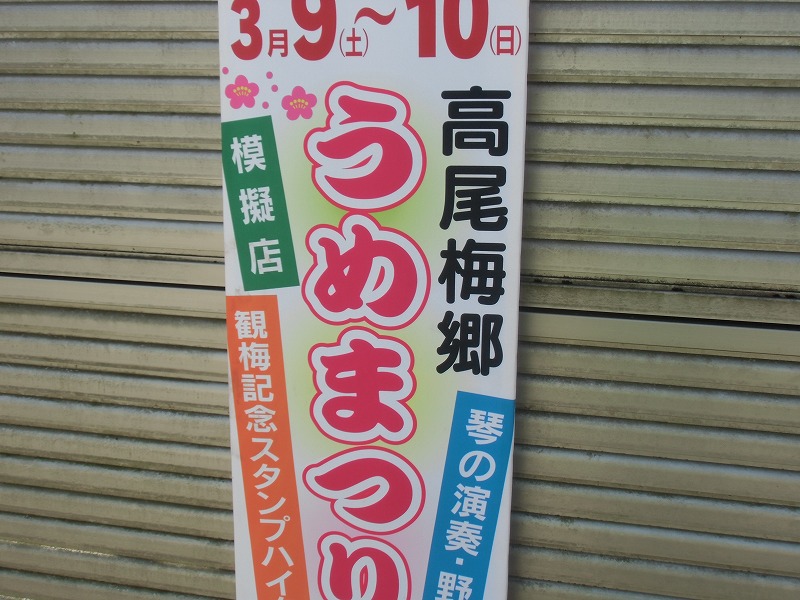 3月9(土)～10(日)
高尾梅郷
うめまつり
模擬店
観梅記念スタンプハイ
琴の演奏・野